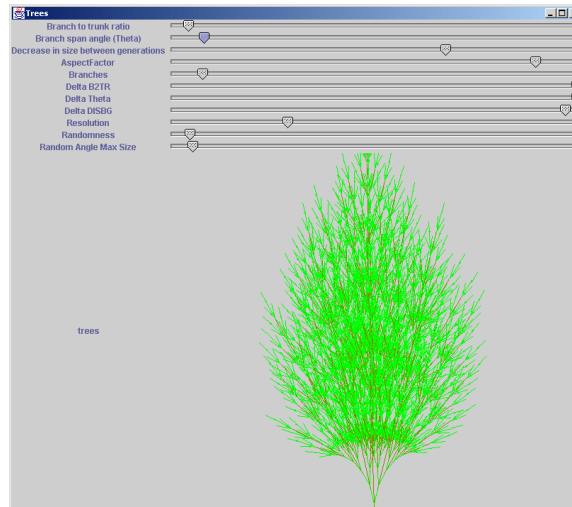 Trees
Branch to trunk ratio
Branch span angle (Theta)
Decrease in size between generations
AspectFactor
Branches
Delta B2TR
Delta Theta
Delta DISBG
Resolution
Randomness
Random Angle Max Size
trees